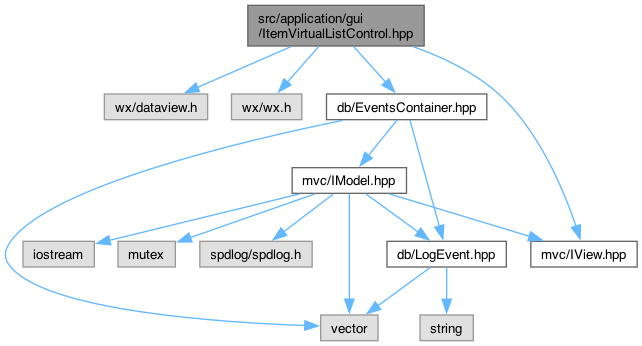 src/application/gui
/ItemVirtualListControl.hpp
wx/dataview.h
wx/wx.h
db/EventsContainer.hpp
mvc/IModel.hpp
iostream
mutex
spdlog/spdlog.h
db/LogEvent.hpp
mvc/IView.hpp
vector
string